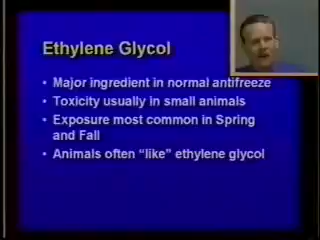 Ethylene Glycol
• Major ingredient in normal antifreeze
• Toxicity usually in small animals
• Exposure most common in Spring
and Fall
• Animals often “like” ethylene glycol